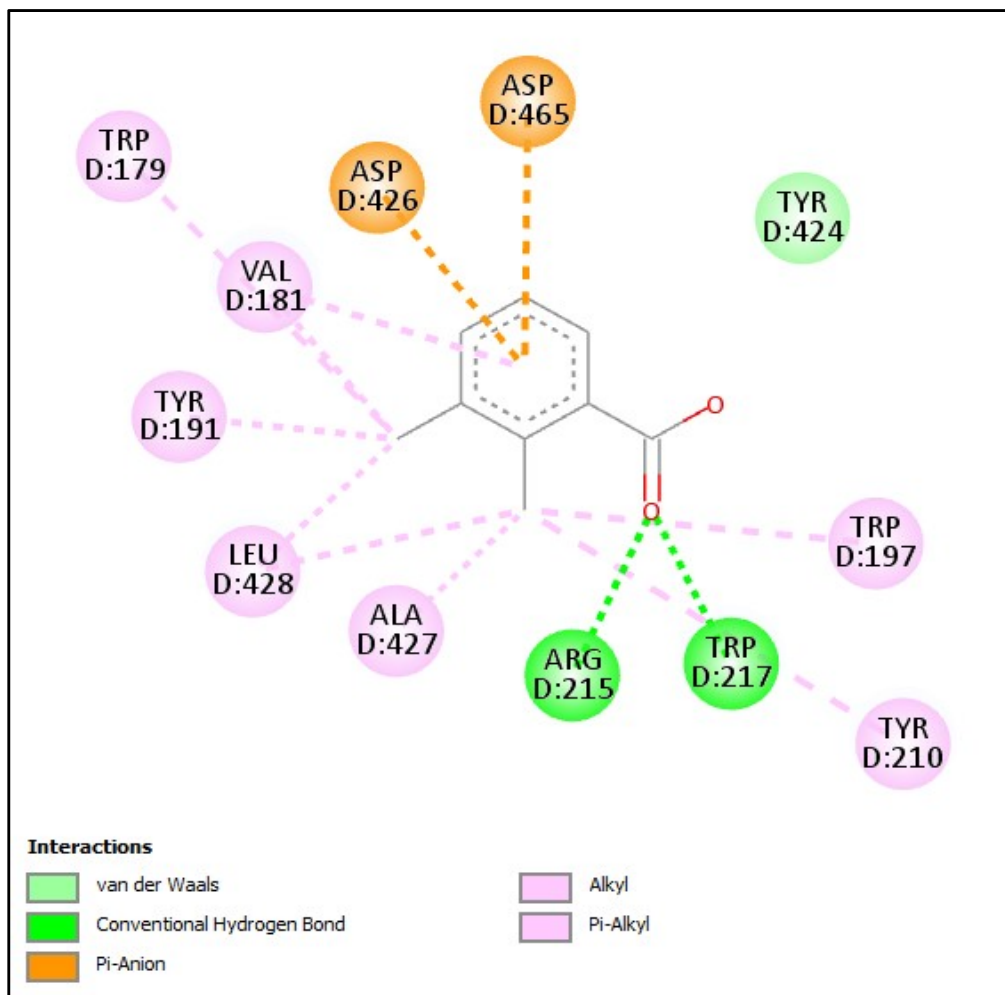 ASP
D:465
TRP
D:179
ASP
D:426
TYR
D:424
VAL
D:181
TYR
D:191
O
O
LEU
D:428
TRP
D:197
ALA
D:427
ARG
D:215
TRP
D:217
TYR
D:210
Interactions
van der Waals
Conventional Hydrogen Bond
Pi-Anion
Alkyl
Pi-Alkyl